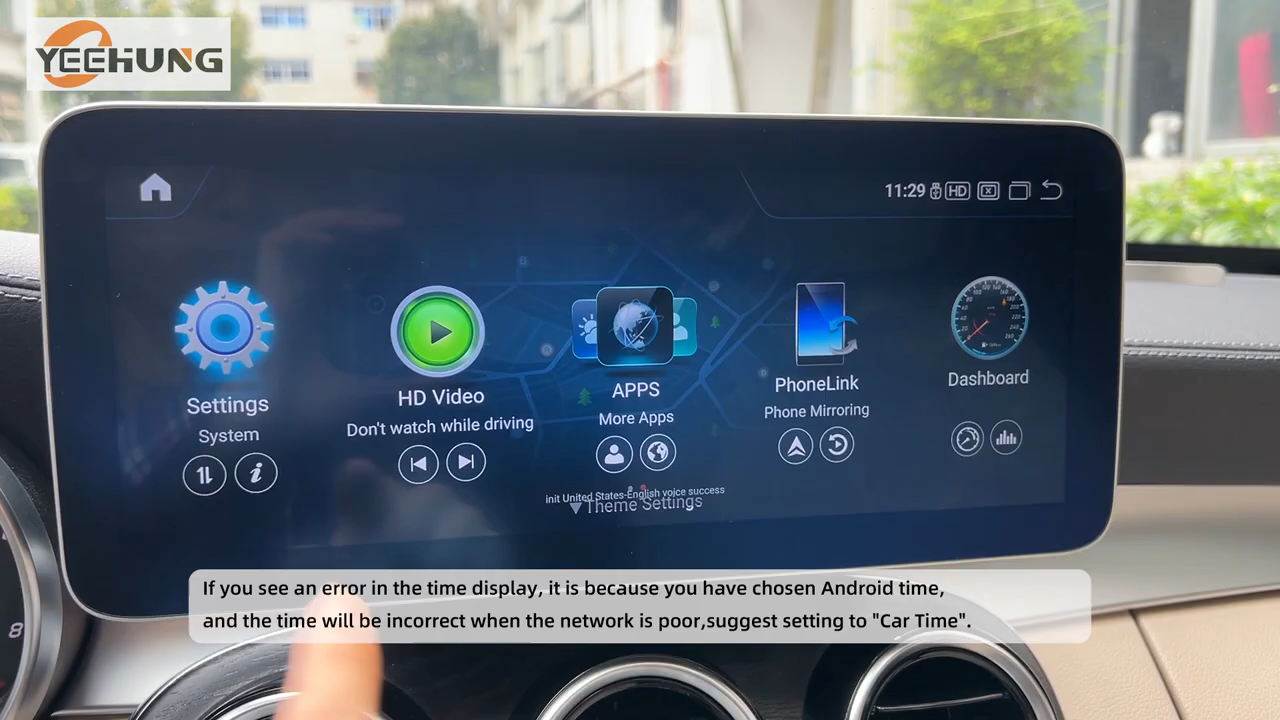 YEEHUNG
11:29
HD
Settings
System
HD Video
Don't watch while driving
APPS
More Apps
PhoneLink
Phone Mirroring
Dashboard
init United States-English voice success
Theme Settings
8
If you see an error in the time display, it is because you have chosen Android time,
and the time will be incorrect when the network is poor,suggest setting to "Car Time".